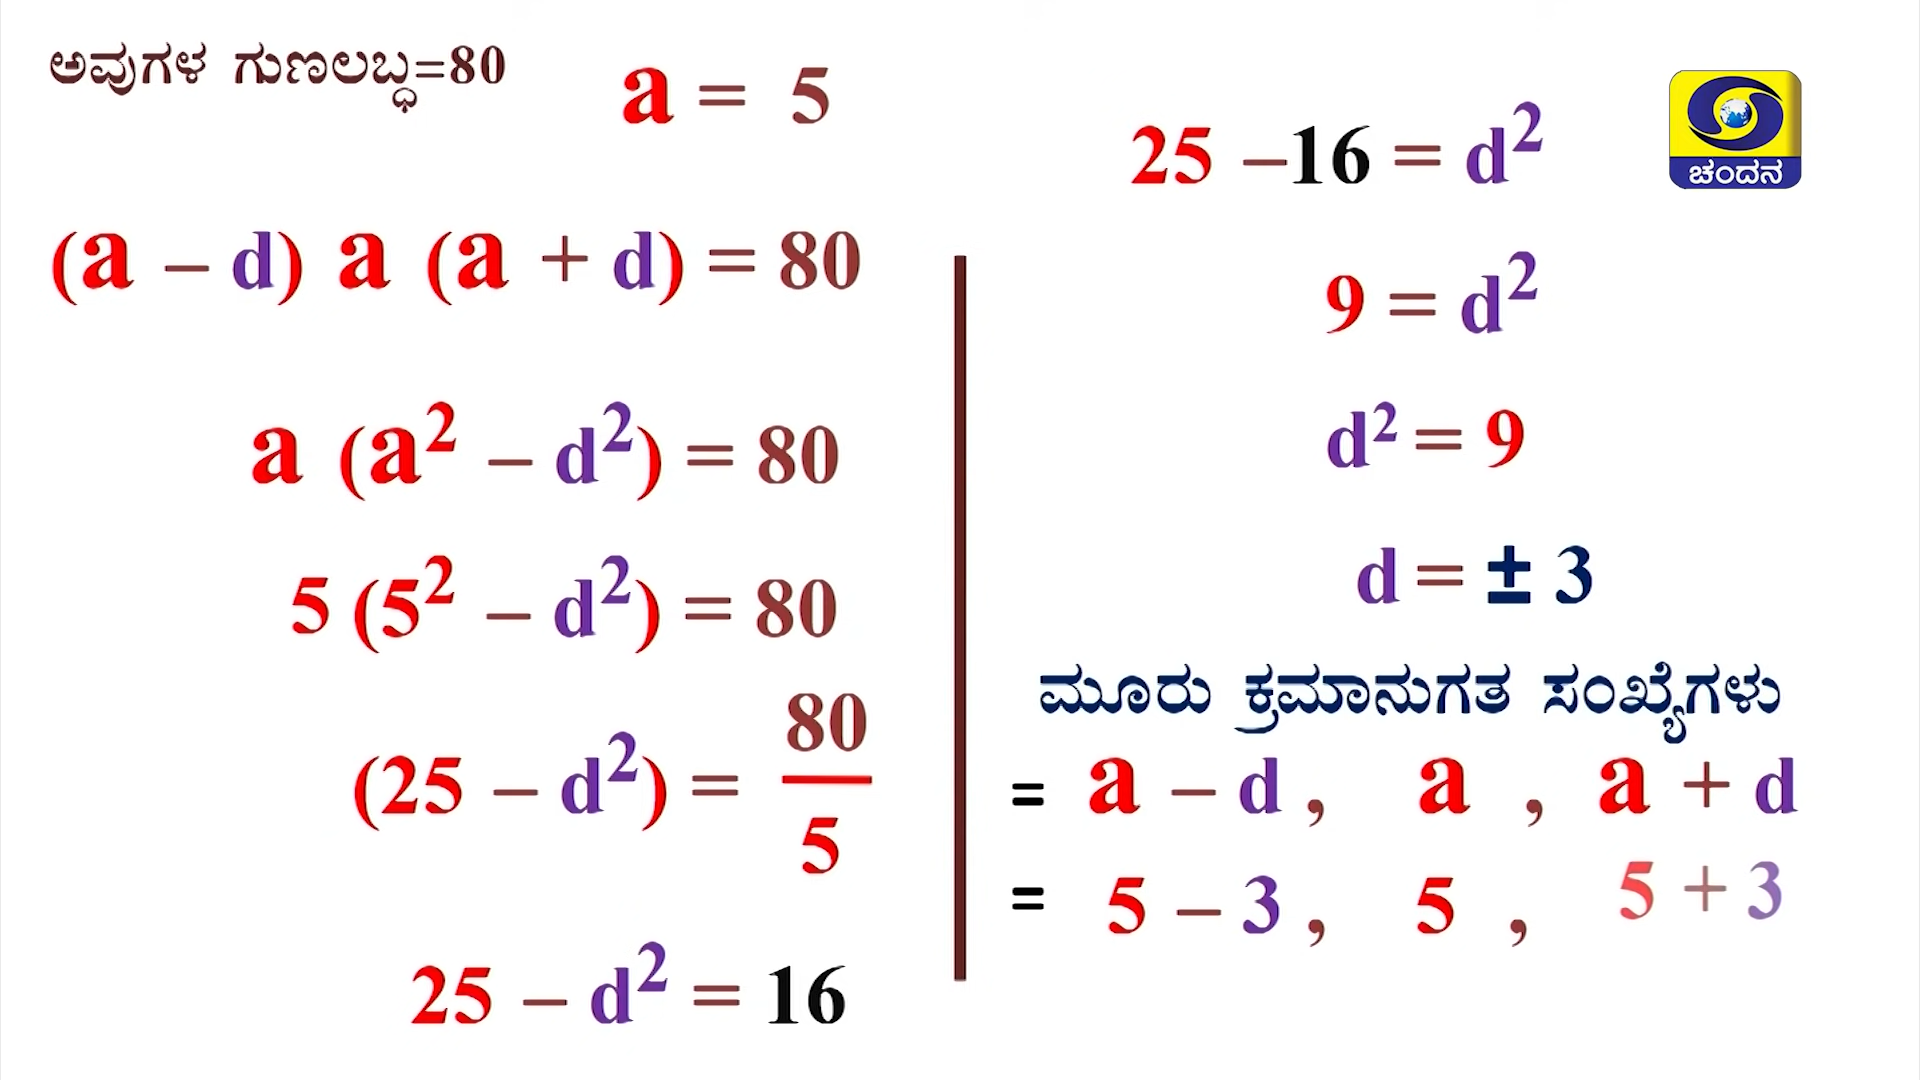 ಅವುಗಳ ಗುಣಲಬ್ಧ=80
a = 5
(a – d) a (a + d) = 80
a (a² – d²) = 80
5 (5² – d²) = 80
(25 – d²) = 80/5
25 – d² = 16
25 –16 = d²
9 = d²
d² = 9
d = ± 3
ಮೂರು ಕ್ರಮಾನುಗತ ಸಂಖ್ಯೆಗಳು
= a – d , a , a + d
= 5 – 3 , 5 , 5 + 3
ಚಂದನ